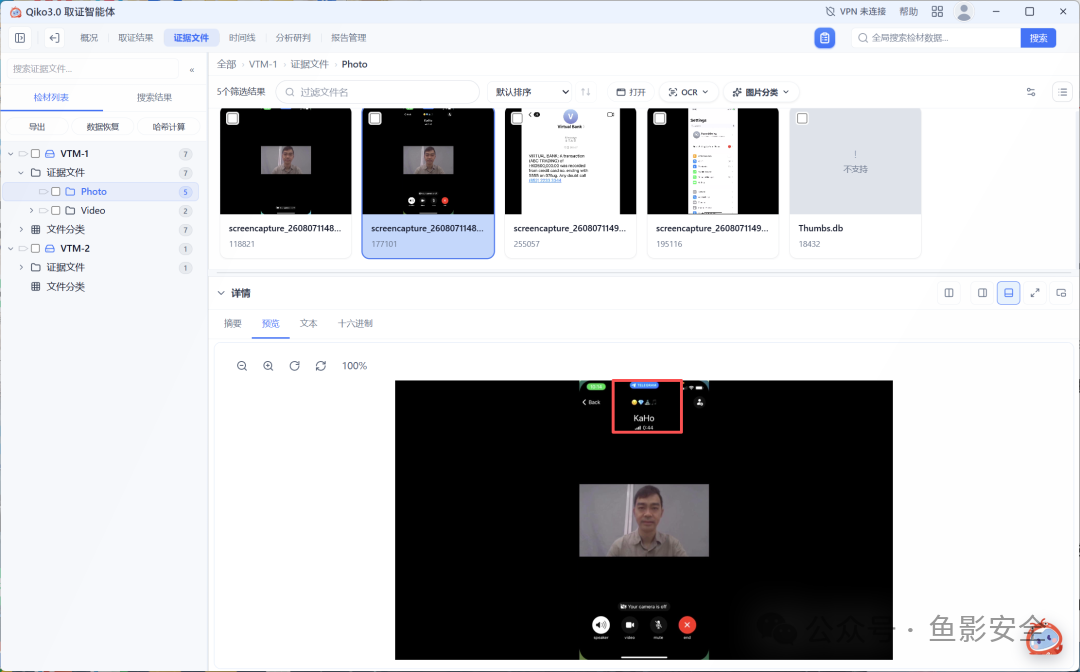 Qiko3.0 取证智能体
VPN 未连接 帮助
概况 取证结果 证据文件 时间线 分析研判 报告管理
全局搜索检材数据... 搜索
搜索证据文件... «
检材列表 搜索结果
导出 数据恢复 哈希计算
VTM-1 7
证据文件 7
Photo 5
Video 2
文件分类 7
VTM-2 1
证据文件 1
文件分类
全部 › VTM-1 › 证据文件 › Photo
5个筛选结果 过滤文件名 默认排序 打开 OCR 图片分类
Virtual Bank
VIRTUAL BANK: A transaction
Settings
不支持
screencapture_2608071148...
118821
screencapture_2608071148...
177101
screencapture_2608071149...
255057
screencapture_2608071149...
195116
Thumbs.db
18432
详情
摘要 预览 文本 十六进制
100%
TELEGRAM
Back
KaHo
0:44
Your camera is off
speaker video mute end
公众号 · 鱼影安全